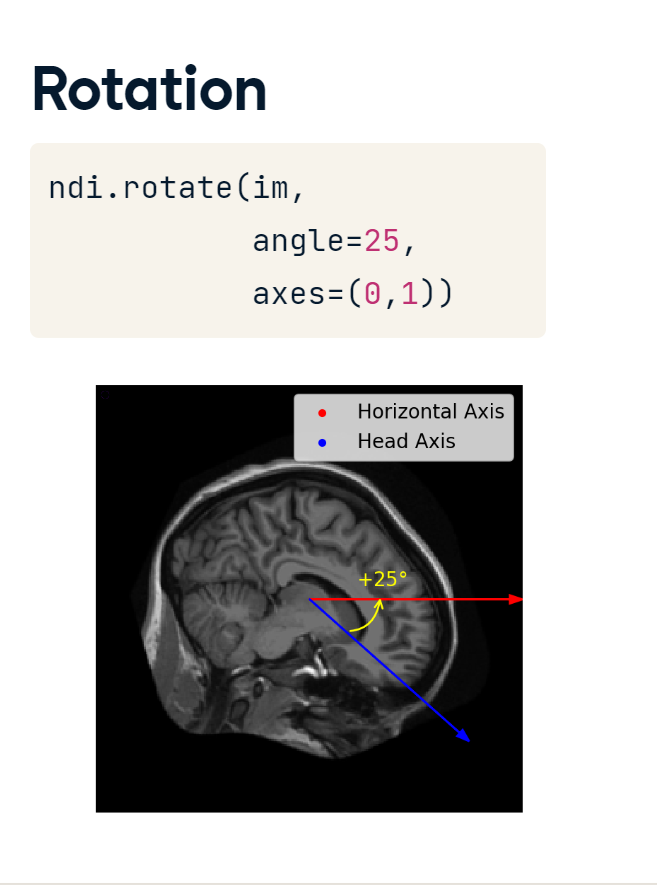 Rotation
ndi.rotate(im,
angle=25,
axes=(0,1))
Horizontal Axis
Head Axis
+25°